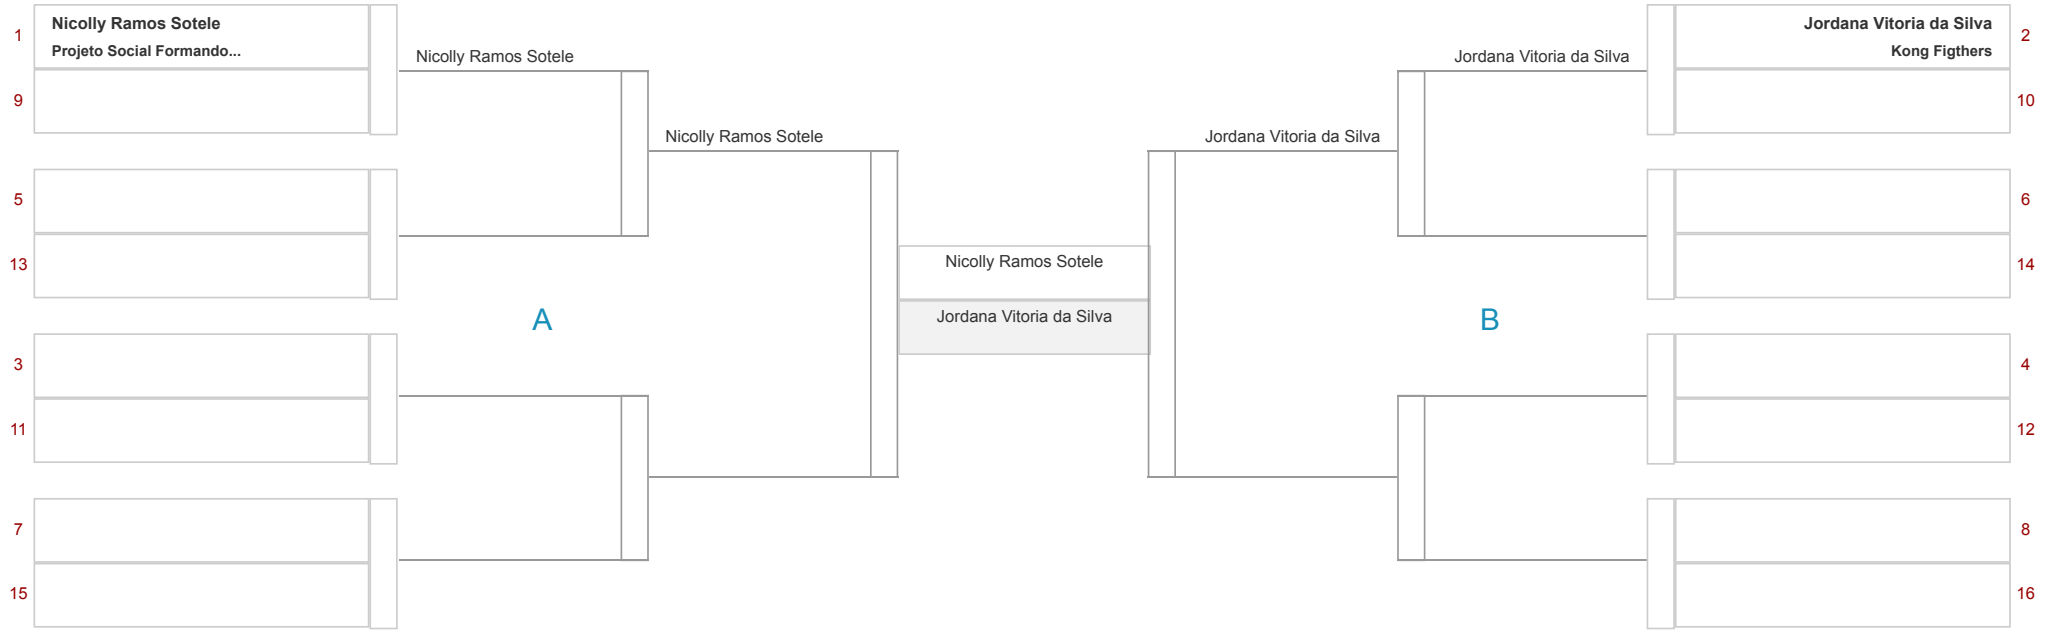 1
Nicolly Ramos Sotele
Projeto Social Formando...
9
5
13
3
11
7
15
Nicolly Ramos Sotele
Nicolly Ramos Sotele
A
Nicolly Ramos Sotele
Jordana Vitoria da Silva
Jordana Vitoria da Silva
Jordana Vitoria da Silva
B
Jordana Vitoria da Silva
Kong Figthers
2
10
6
14
4
12
8
16